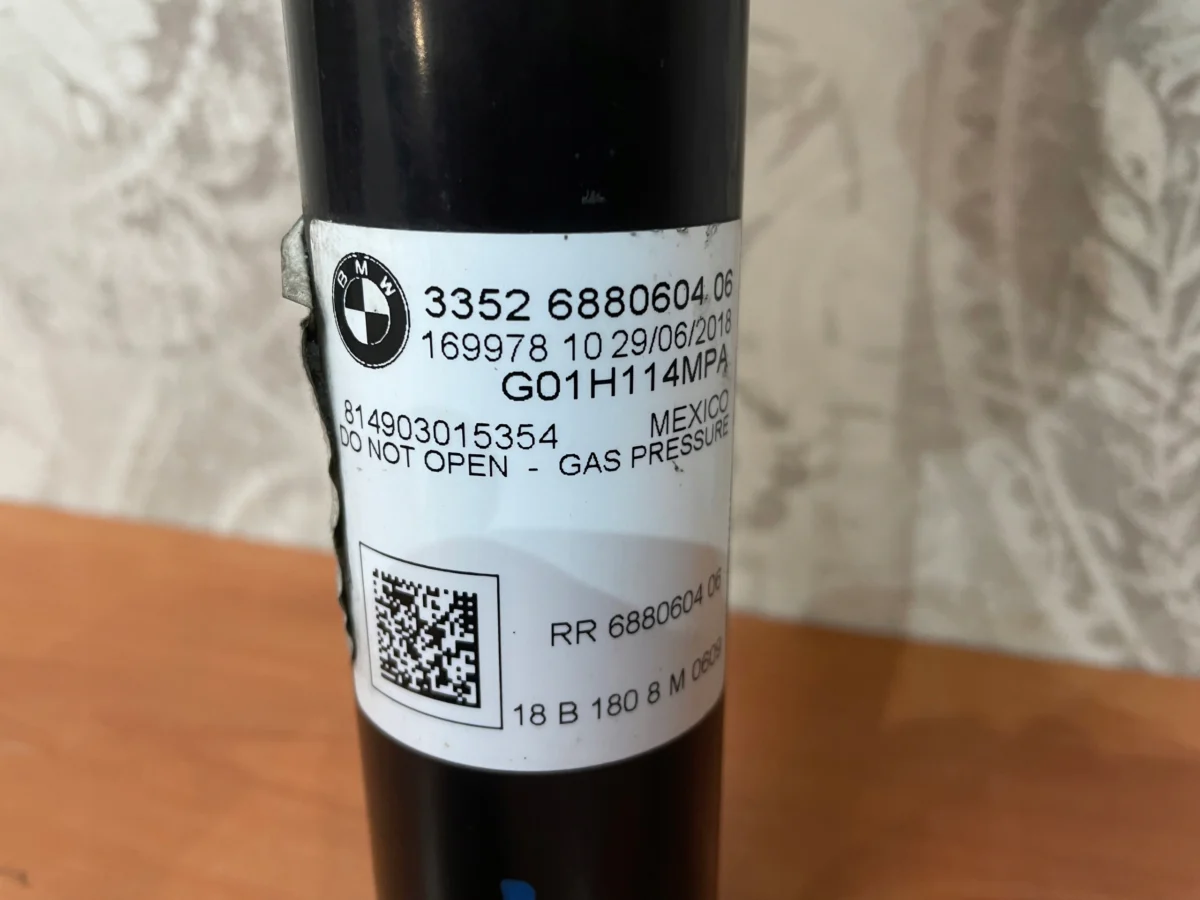 BMW
3352 6880604 06
169978 10 29/06/2018
G01H114MPA
814903015354 MEXICO
DO NOT OPEN - GAS PRESSURE
RR 6880604 06
18 B 180 8 M 0609